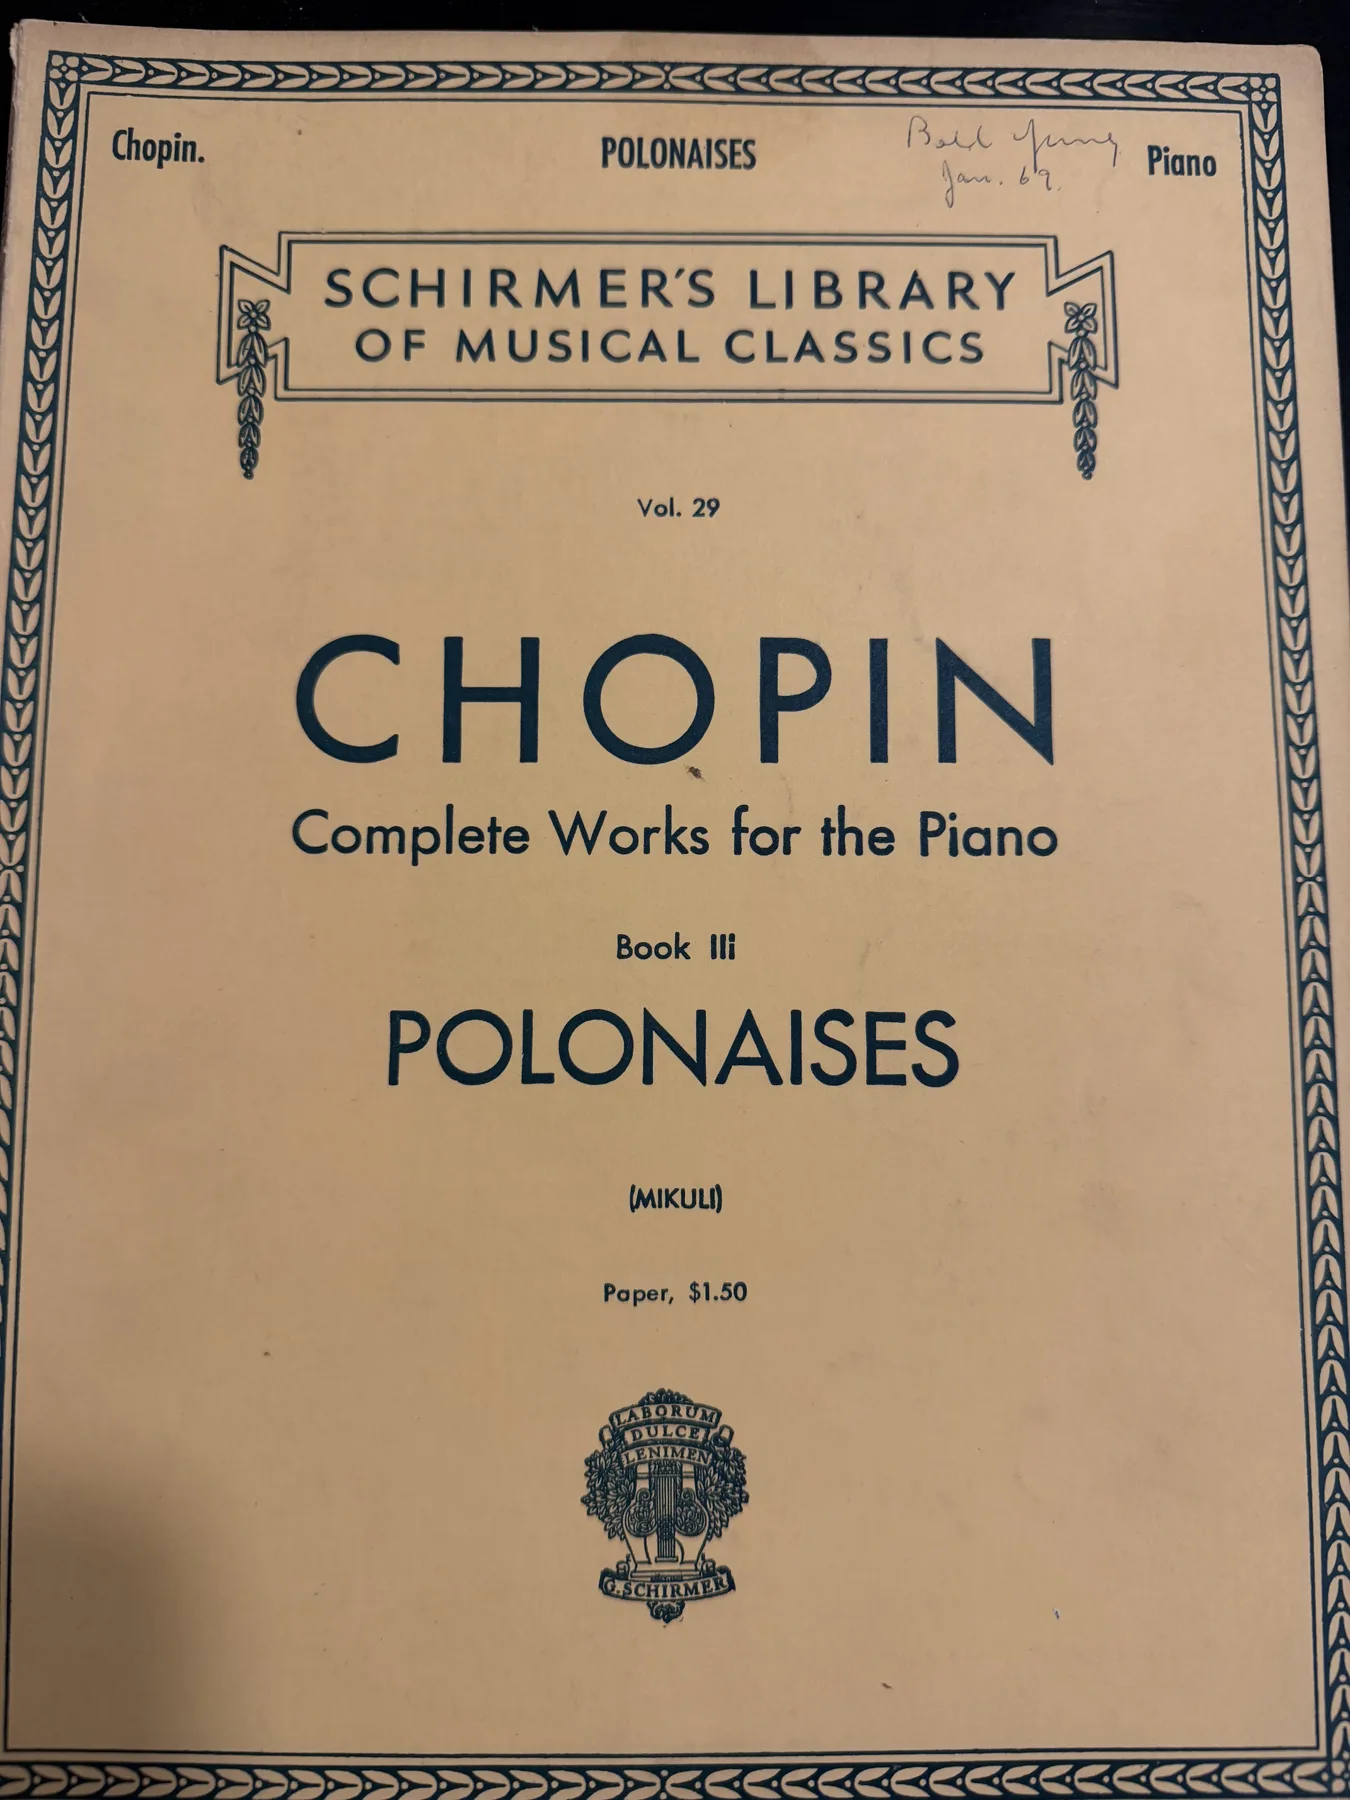 Chopin. POLONAISES Piano
Jan. 69.
SCHIRMER'S LIBRARY
OF MUSICAL CLASSICS
Vol. 29
CHOPIN
Complete Works for the Piano
Book III
POLONAISES
(MIKULI)
Paper, $1.50
LABORUM
DULCE
LENIMEN
G. SCHIRMER